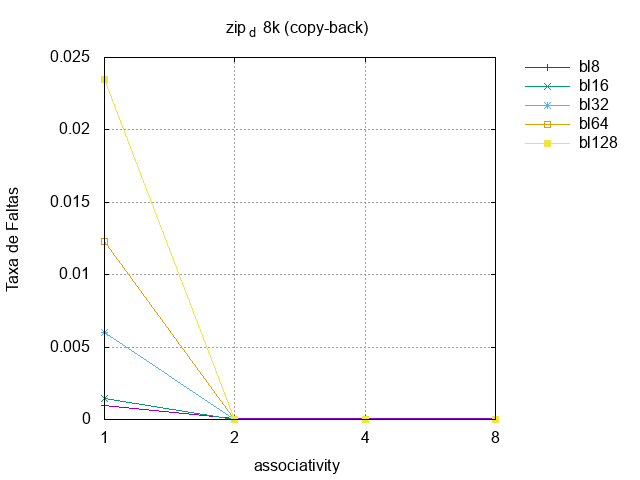 zip d 8k (copy-back)
0.025
0.02
0.015
0.01
0.005
0
1 2 4 8
Taxa de Faltas
associativity
bl8
bl16
bl32
bl64
bl128